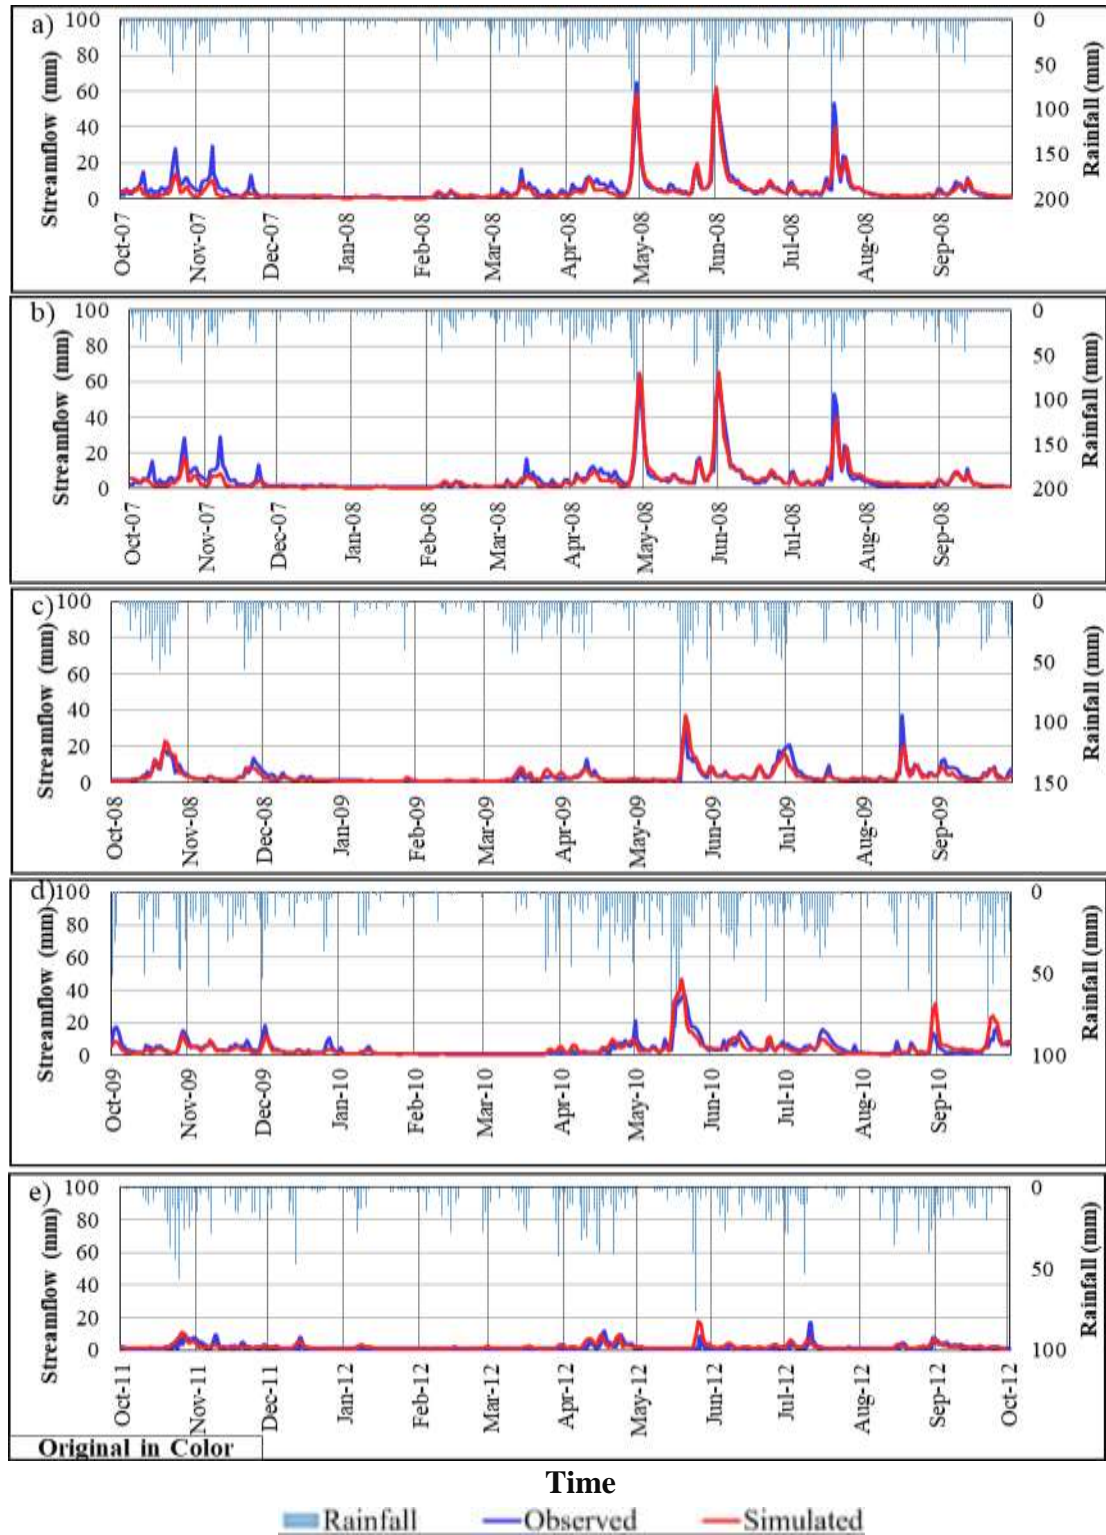 a)
Streamflow (mm)
100
80
60
40
20
0
0
50
100
150
200
Rainfall (mm)
Oct-07
Nov-07
Dec-07
Jan-08
Feb-08
Mar-08
Apr-08
May-08
Jun-08
Jul-08
Aug-08
Sep-08
b)
Streamflow (mm)
100
80
60
40
20
0
0
50
100
150
200
Rainfall (mm)
Oct-07
Nov-07
Dec-07
Jan-08
Feb-08
Mar-08
Apr-08
May-08
Jun-08
Jul-08
Aug-08
Sep-08
c)
Streamflow (mm)
100
80
60
40
20
0
0
50
100
150
Rainfall (mm)
Oct-08
Nov-08
Dec-08
Jan-09
Feb-09
Mar-09
Apr-09
May-09
Jun-09
Jul-09
Aug-09
Sep-09
d)
Streamflow (mm)
100
80
60
40
20
0
0
50
100
Rainfall (mm)
Oct-09
Nov-09
Dec-09
Jan-10
Feb-10
Mar-10
Apr-10
May-10
Jun-10
Jul-10
Aug-10
Sep-10
e)
Streamflow (mm)
100
80
60
40
20
0
0
50
100
Rainfall (mm)
Oct-11
Nov-11
Dec-11
Jan-12
Feb-12
Mar-12
Apr-12
May-12
Jun-12
Jul-12
Aug-12
Sep-12
Oct-12
Original in Color
Time
Rainfall Observed Simulated